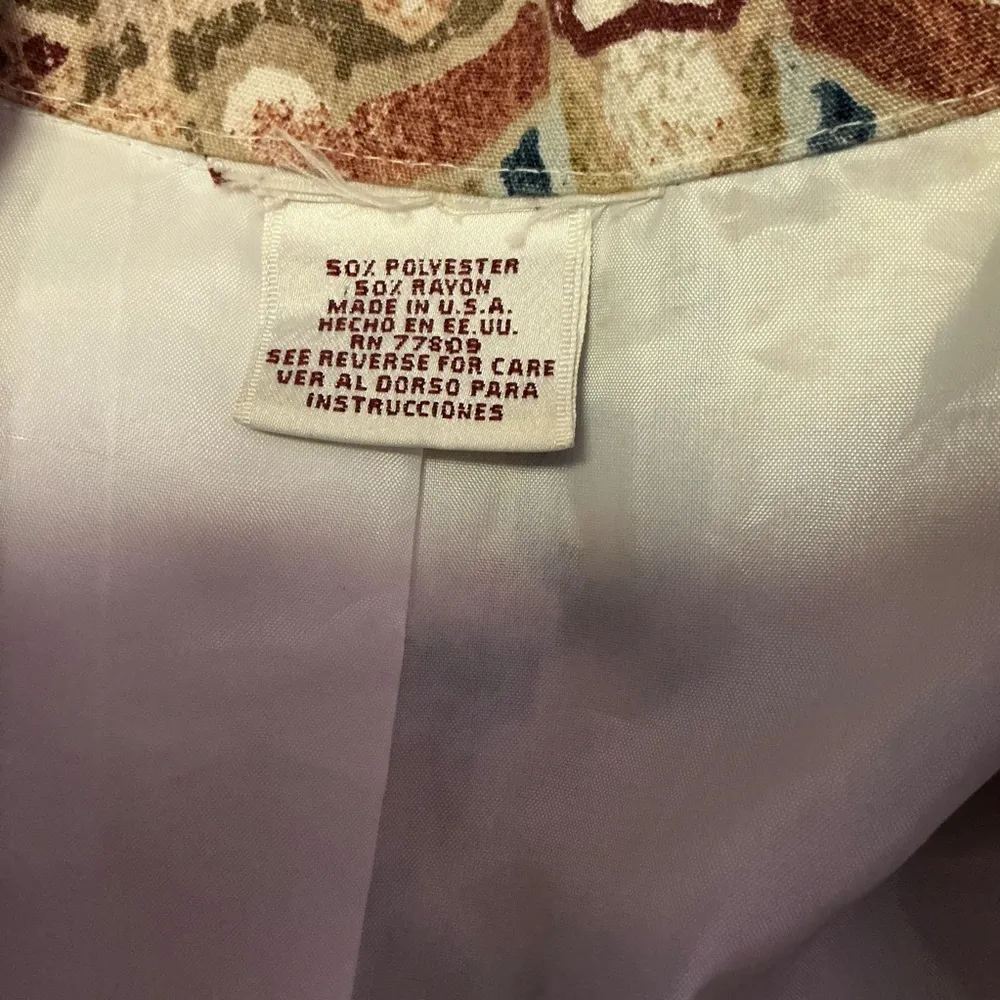 50% POLYESTER
50% RAYON
MADE IN U.S.A.
HECHO EN EE.UU.
RN 77809
SEE REVERSE FOR CARE
VER AL DORSO PARA
INSTRUCCIONES